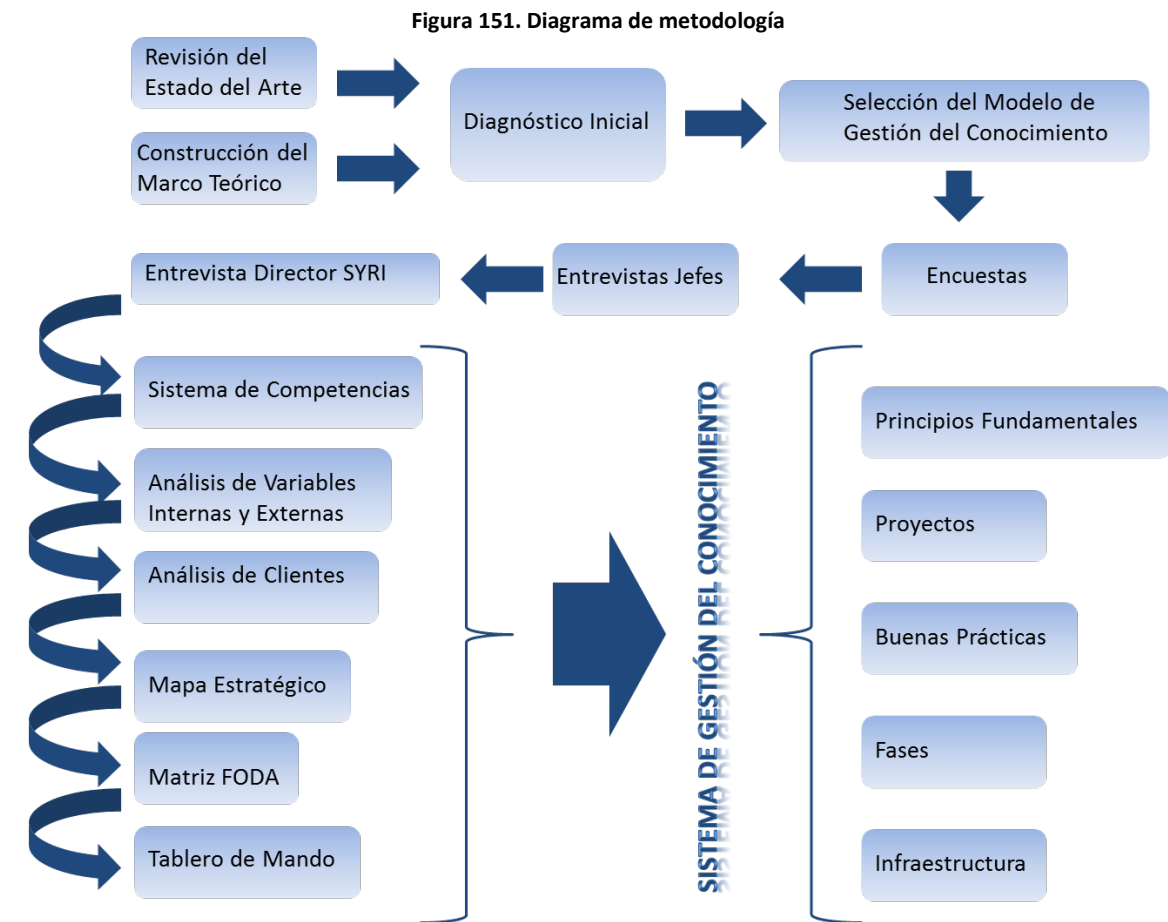 Figura 151. Diagrama de metodología
Revisión del
Estado del Arte
Construcción del
Marco Teórico
Diagnóstico Inicial
Selección del Modelo de
Gestión del Conocimiento
Encuestas
Entrevistas Jefes
Entrevista Director SYRI
Sistema de Competencias
Análisis de Variables
Internas y Externas
Análisis de Clientes
Mapa Estratégico
Matriz FODA
Tablero de Mando
SISTEMA DE GESTIÓN DEL CONOCIMIENTO
Principios Fundamentales
Proyectos
Buenas Prácticas
Fases
Infraestructura